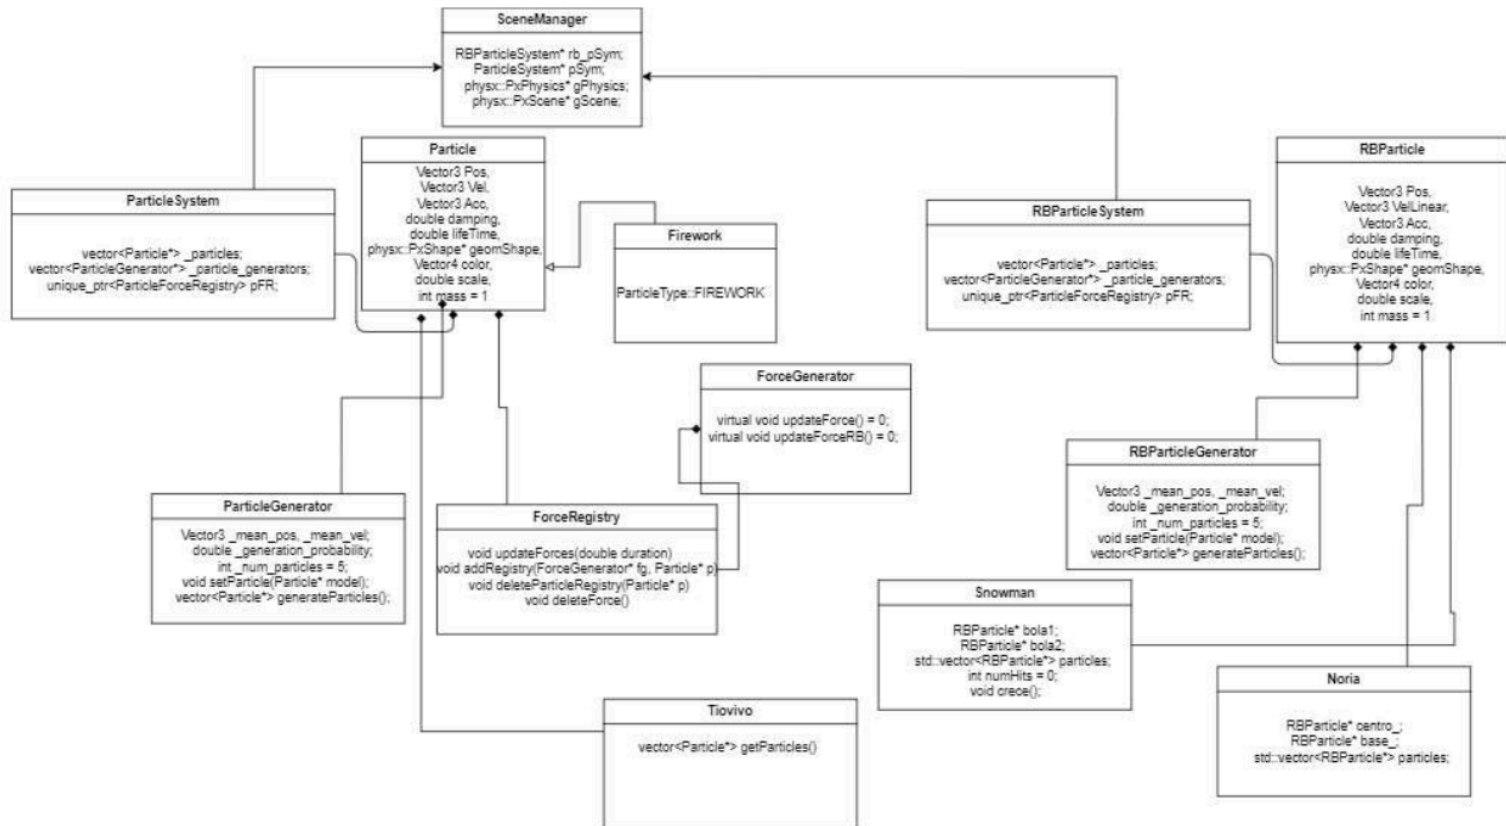 SceneManager
RBParticleSystem* rb_pSym;
ParticleSystem* pSym;
physx::PxPhysics* gPhysics;
physx::PxScene* gScene;
Particle
Vector3 Pos,
Vector3 Vel,
Vector3 Acc,
double damping,
double lifeTime,
physx::PxShape* geomShape,
Vector4 color,
double scale,
int mass = 1
RBParticle
Vector3 Pos,
Vector3 VelLinear,
Vector3 Acc,
double damping,
double lifeTime,
physx::PxShape* geomShape,
Vector4 color,
double scale,
int mass = 1
ParticleSystem
vector<Particle*> _particles;
vector<ParticleGenerator*> _particle_generators;
unique_ptr<ParticleForceRegistry> pFR;
Firework
ParticleType::FIREWORK
RBParticleSystem
vector<Particle*> _particles;
vector<ParticleGenerator*> _particle_generators;
unique_ptr<ParticleForceRegistry> pFR;
ForceGenerator
virtual void updateForce() = 0;
virtual void updateForceRB() = 0;
RBParticleGenerator
Vector3 _mean_pos, _mean_vel;
double _generation_probability;
int _num_particles = 5;
void setParticle(Particle* model);
vector<Particle*> generateParticles();
ParticleGenerator
Vector3 _mean_pos, _mean_vel;
double _generation_probability;
int _num_particles = 5;
void setParticle(Particle* model);
vector<Particle*> generateParticles();
ForceRegistry
void updateForces(double duration)
void addRegistry(ForceGenerator* fg, Particle* p)
void deleteParticleRegistry(Particle* p)
void deleteForce()
Snowman
RBParticle* bola1;
RBParticle* bola2;
std::vector<RBParticle*> particles;
int numHits = 0;
void crece();
Noria
RBParticle* centro_;
RBParticle* base_;
std::vector<RBParticle*> particles;
Tiovivo
vector<Particle*> getParticles()